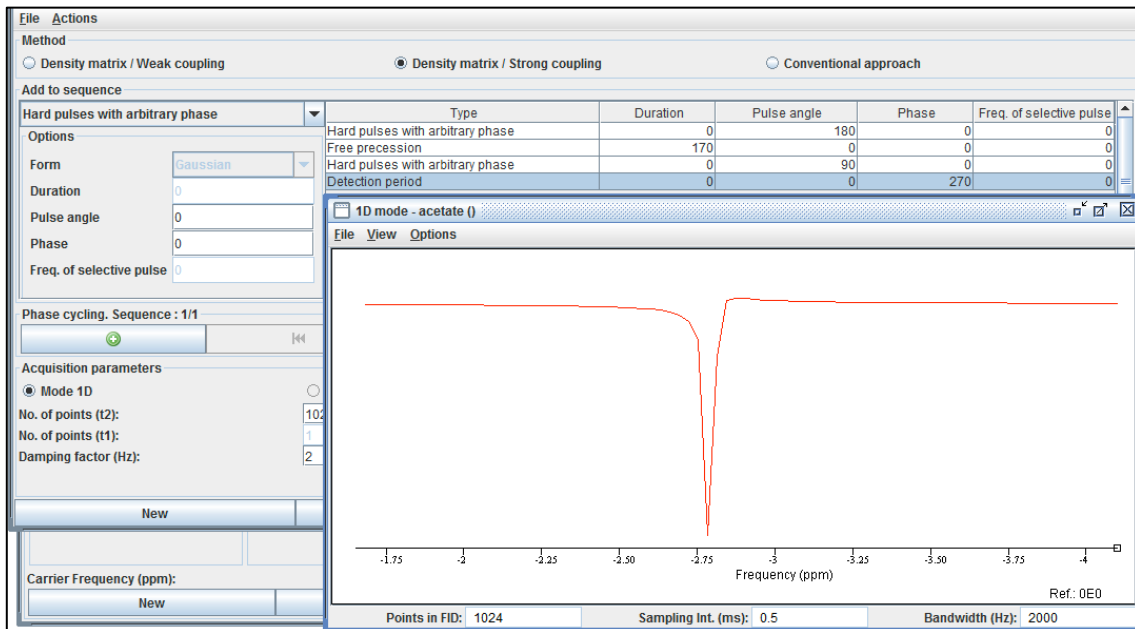 File Actions
Method
Density matrix / Weak coupling Density matrix / Strong coupling Conventional approach
Add to sequence
Hard pulses with arbitrary phase Type Duration Pulse angle Phase Freq. of selective pulse
Hard pulses with arbitrary phase 0 180 0 0
Options Free precession 170 0 0 0
Form Gaussian Hard pulses with arbitrary phase 0 90 0 0
Duration 0 Detection period 0 0 270 0
Pulse angle 0
Phase 0
Freq. of selective pulse 0
Phase cycling. Sequence : 1/1
Acquisition parameters
Mode 1D
No. of points (t2): 102
No. of points (t1): 1
Damping factor (Hz): 2
New
Carrier Frequency (ppm):
New
1D mode - acetate ()
File View Options
-1.75 -2 -2.25 -2.50 -2.75 -3 -3.25 -3.50 -3.75 -4
Frequency (ppm)
Ref.: 0E0
Points in FID: 1024 Sampling Int. (ms): 0.5 Bandwidth (Hz): 2000